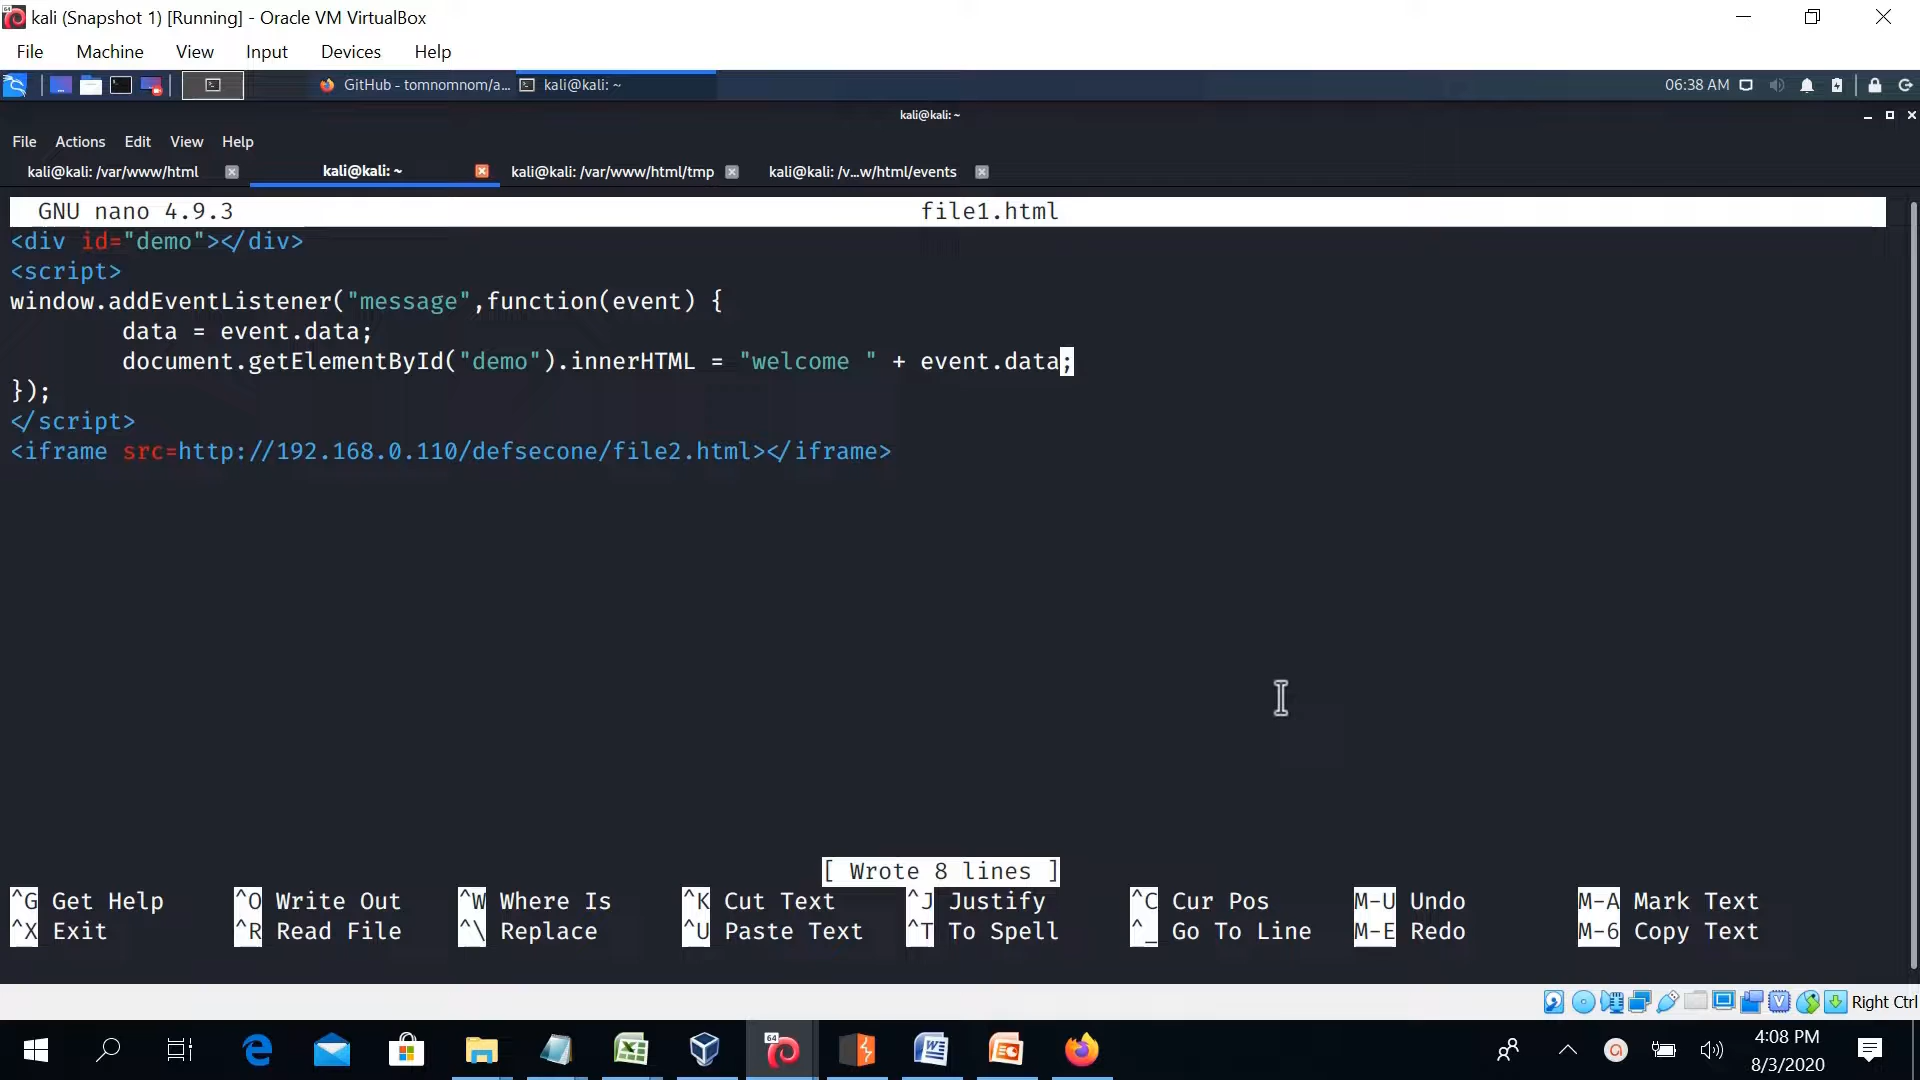 kali (Snapshot 1) [Running] - Oracle VM VirtualBox
File Machine View Input Devices Help
GitHub - tomnomnom/a... kali@kali: ~ 06:38 AM
kali@kali: ~
File Actions Edit View Help
kali@kali: /var/www/html kali@kali: ~ kali@kali: /var/www/html/tmp kali@kali: /v...w/html/events
GNU nano 4.9.3 file1.html
<div id="demo"></div>
<script>
window.addEventListener("message",function(event) {
        data = event.data;
        document.getElementById("demo").innerHTML = "welcome " + event.data;
});
</script>
<iframe src=http://192.168.0.110/defsecone/file2.html></iframe>
[ Wrote 8 lines ]
^G Get Help ^O Write Out ^W Where Is ^K Cut Text ^J Justify ^C Cur Pos M-U Undo M-A Mark Text
^X Exit ^R Read File ^\ Replace ^U Paste Text ^T To Spell ^_ Go To Line M-E Redo M-6 Copy Text
Right Ctrl
4:08 PM
8/3/2020